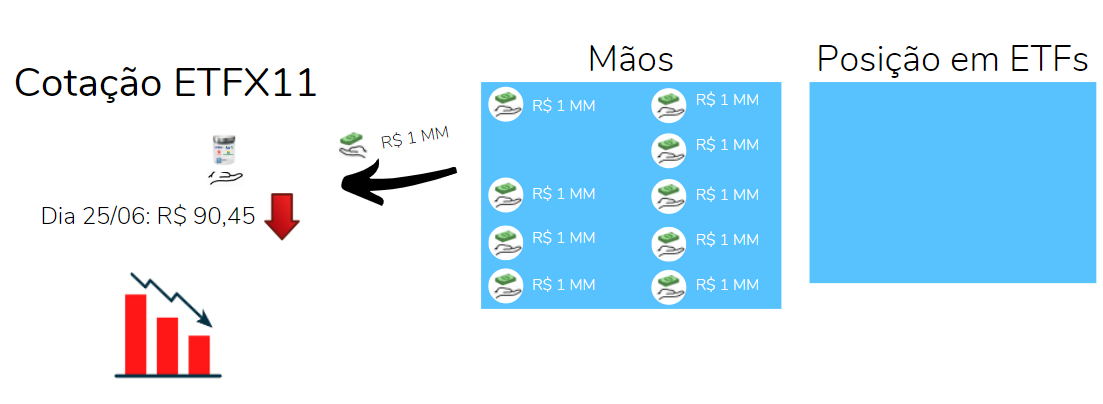 Cotação ETFX11
R$ 1 MM
Dia 25/06: R$ 90,45
Mãos
R$ 1 MM
R$ 1 MM
R$ 1 MM
R$ 1 MM
R$ 1 MM
R$ 1 MM
R$ 1 MM
R$ 1 MM
R$ 1 MM
Posição em ETFs